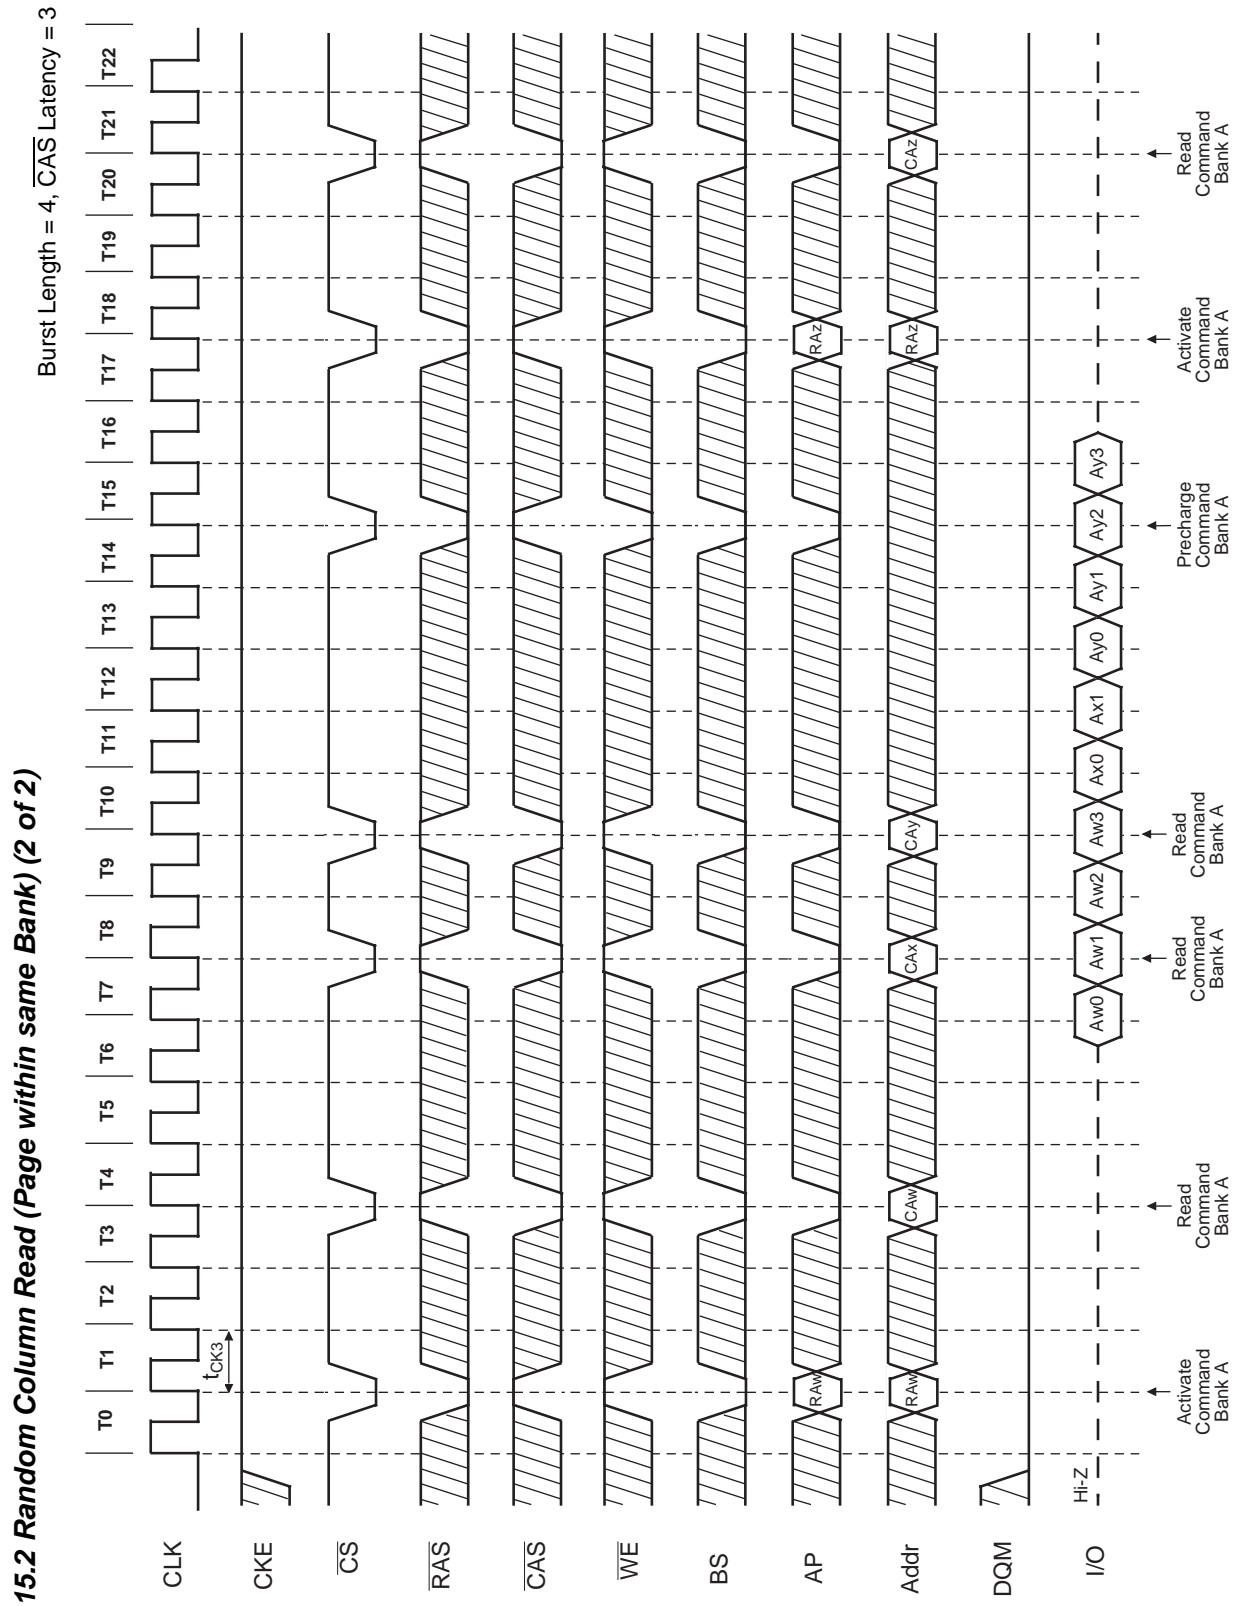 15.2 Random Column Read (Page within same Bank) (2 of 2)
Burst Length = 4, CAS Latency = 3
T0 T1 T2 T3 T4 T5 T6 T7 T8 T9 T10 T11 T12 T13 T14 T15 T16 T17 T18 T19 T20 T21 T22
CLK
tCK3
CKE
CS
RAS
CAS
WE
BS
AP
RAw RAz
Addr
RAw CAw CAx CAy RAz CAz
DQM
I/O
Hi-Z
Aw0 Aw1 Aw2 Aw3 Ax0 Ax1 Ay0 Ay1 Ay2 Ay3
Activate
Command
Bank A
Read
Command
Bank A
Read
Command
Bank A
Read
Command
Bank A
Precharge
Command
Bank A
Activate
Command
Bank A
Read
Command
Bank A